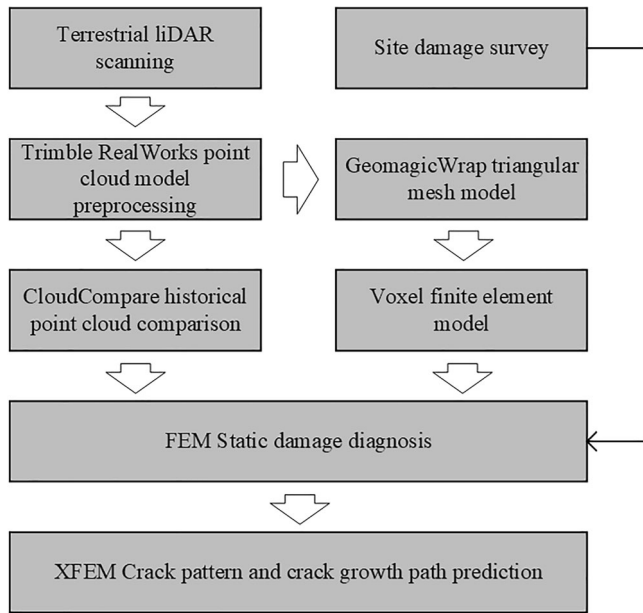 Terrestrial liDAR
scanning
Site damage survey
Trimble RealWorks point
cloud model
preprocessing
GeomagicWrap triangular
mesh model
CloudCompare historical
point cloud comparison
Voxel finite element
model
FEM Static damage diagnosis
XFEM Crack pattern and crack growth path prediction